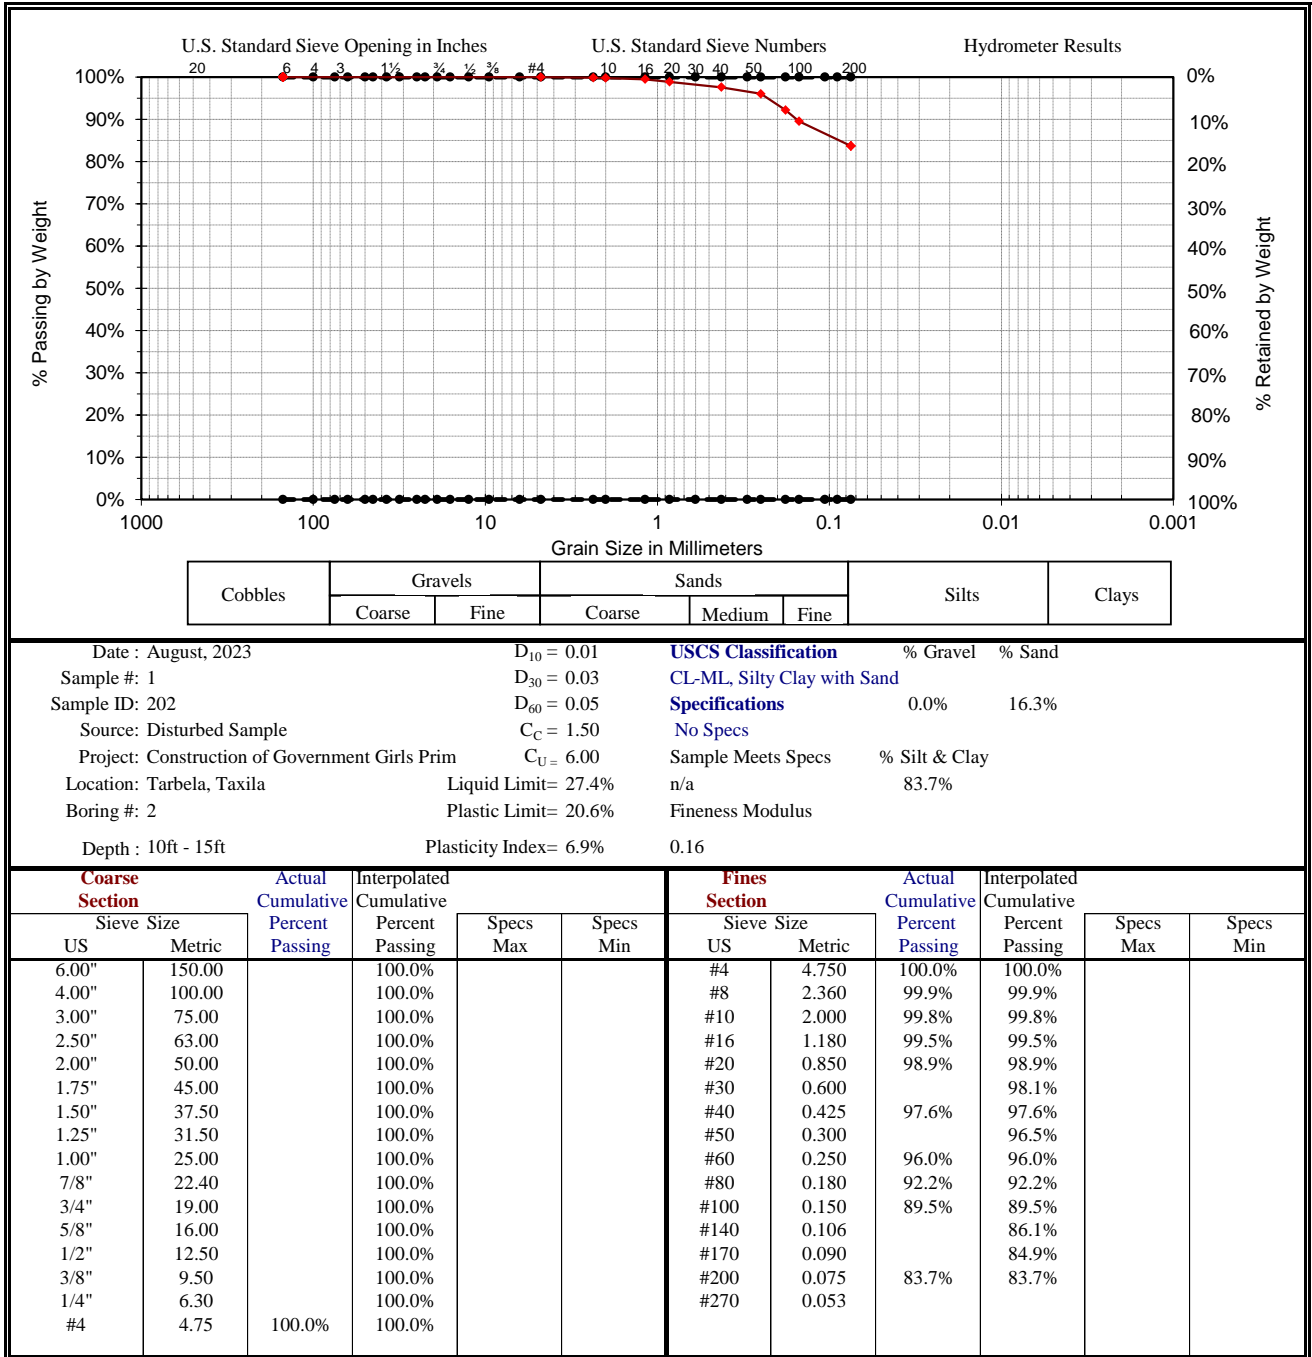 U.S. Standard Sieve Opening in Inches U.S. Standard Sieve Numbers Hydrometer Results
20 6 4 3 1½ ¾ ½ ⅜ #4 10 16 20 30 40 50 100 200
100% 0%
90% 10%
80% 20%
70% 30%
60% 40%
50% 50%
40% 60%
30% 70%
20% 80%
10% 90%
0% 100%
% Passing by Weight
% Retained by Weight
1000 100 10 1 0.1 0.01 0.001
Grain Size in Millimeters
Cobbles Gravels Sands Silts Clays
Coarse Fine Coarse Medium Fine
Date : August, 2023 D10 = 0.01 USCS Classification % Gravel % Sand
Sample #: 1 D30 = 0.03 CL-ML, Silty Clay with Sand
Sample ID: 202 D60 = 0.05 Specifications 0.0% 16.3%
Source: Disturbed Sample CC = 1.50 No Specs
Project: Construction of Government Girls Prim CU = 6.00 Sample Meets Specs % Silt & Clay
Location: Tarbela, Taxila Liquid Limit= 27.4% n/a 83.7%
Boring #: 2 Plastic Limit= 20.6% Fineness Modulus
Depth : 10ft - 15ft Plasticity Index= 6.9% 0.16
Coarse Actual Interpolated Fines Actual Interpolated
Section Cumulative Cumulative Section Cumulative Cumulative
Sieve Size Percent Percent Specs Specs Sieve Size Percent Percent Specs Specs
US Metric Passing Passing Max Min US Metric Passing Passing Max Min
6.00" 150.00 100.0% #4 4.750 100.0% 100.0%
4.00" 100.00 100.0% #8 2.360 99.9% 99.9%
3.00" 75.00 100.0% #10 2.000 99.8% 99.8%
2.50" 63.00 100.0% #16 1.180 99.5% 99.5%
2.00" 50.00 100.0% #20 0.850 98.9% 98.9%
1.75" 45.00 100.0% #30 0.600 98.1%
1.50" 37.50 100.0% #40 0.425 97.6% 97.6%
1.25" 31.50 100.0% #50 0.300 96.5%
1.00" 25.00 100.0% #60 0.250 96.0% 96.0%
7/8" 22.40 100.0% #80 0.180 92.2% 92.2%
3/4" 19.00 100.0% #100 0.150 89.5% 89.5%
5/8" 16.00 100.0% #140 0.106 86.1%
1/2" 12.50 100.0% #170 0.090 84.9%
3/8" 9.50 100.0% #200 0.075 83.7% 83.7%
1/4" 6.30 100.0% #270 0.053
#4 4.75 100.0% 100.0%